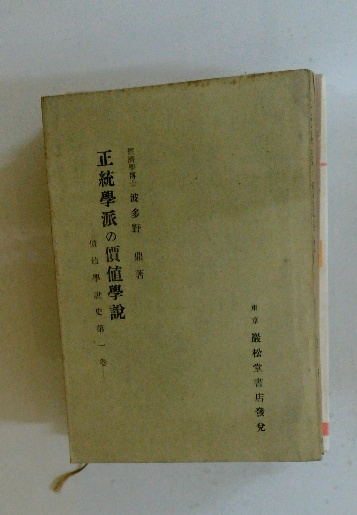 經濟學博士 波多野 鼎著
正統學派の價値學說
價値學說史第一卷
東京 巖松堂書店發兌